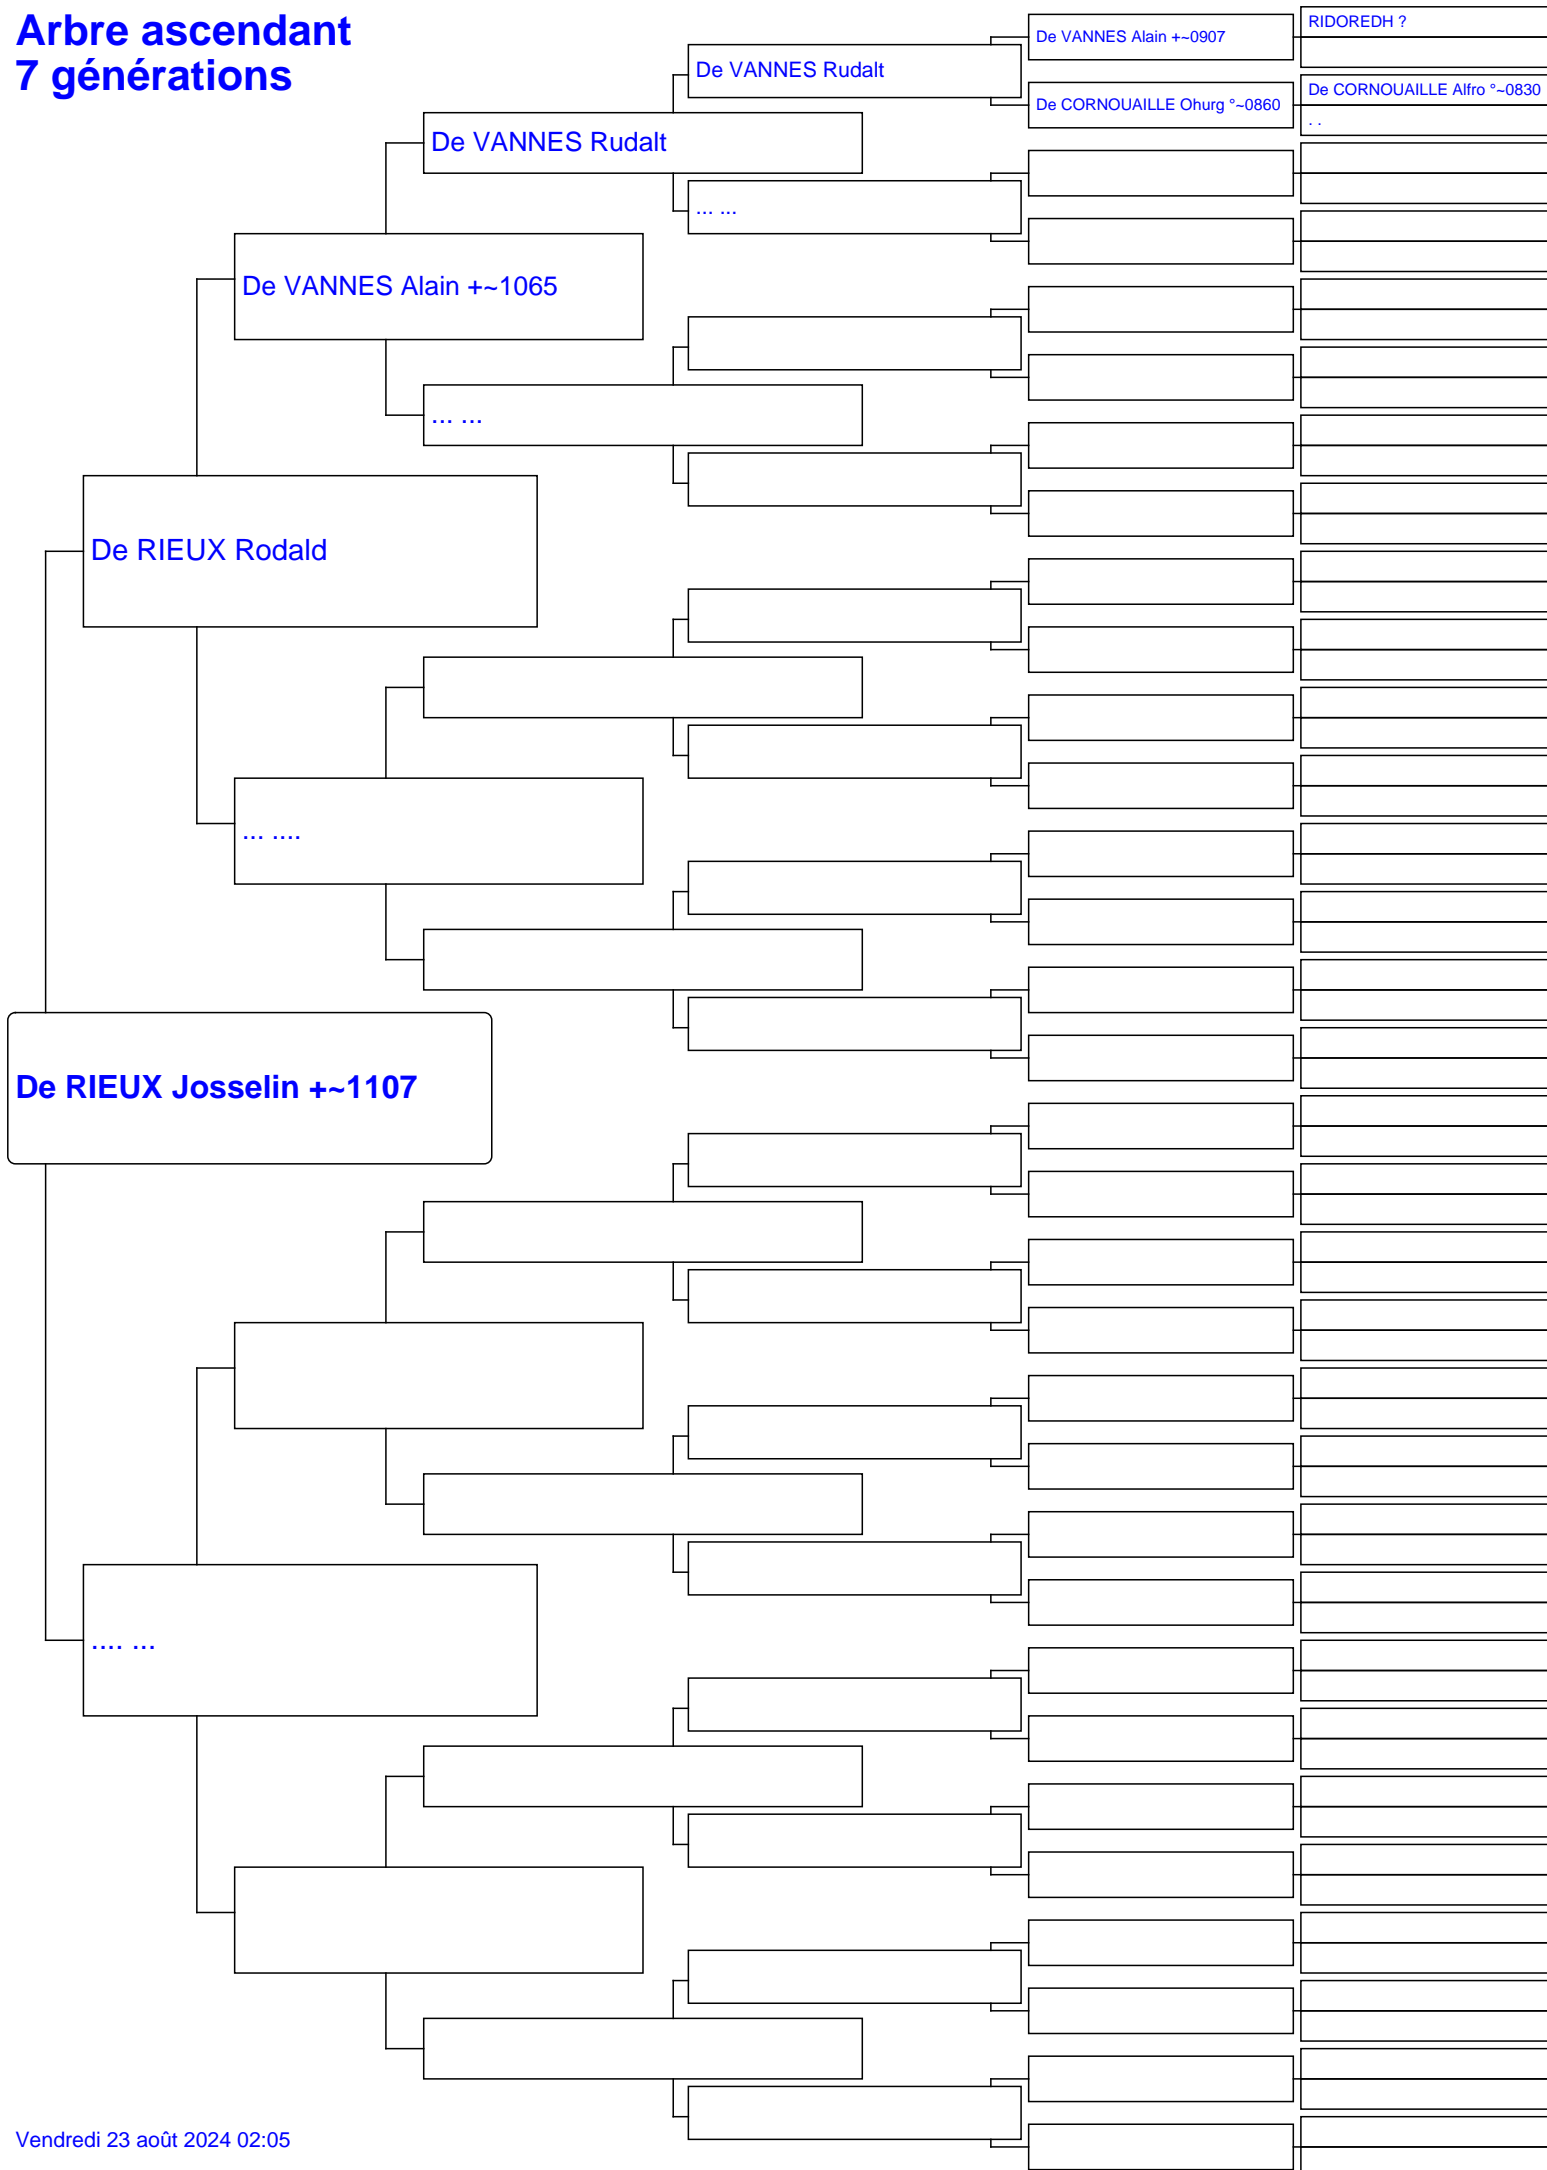 Arbre ascendant
7 générations
De VANNES Alain +~0907
RIDOREDH ?
De VANNES Rudalt
De CORNOUAILLE Ohurg °~0860
De CORNOUAILLE Alfro °~0830
. .
De VANNES Rudalt
... ...
De VANNES Alain +~1065
... ...
De RIEUX Rodald
... ....
De RIEUX Josselin +~1107
.... ...
Vendredi 23 août 2024 02:05